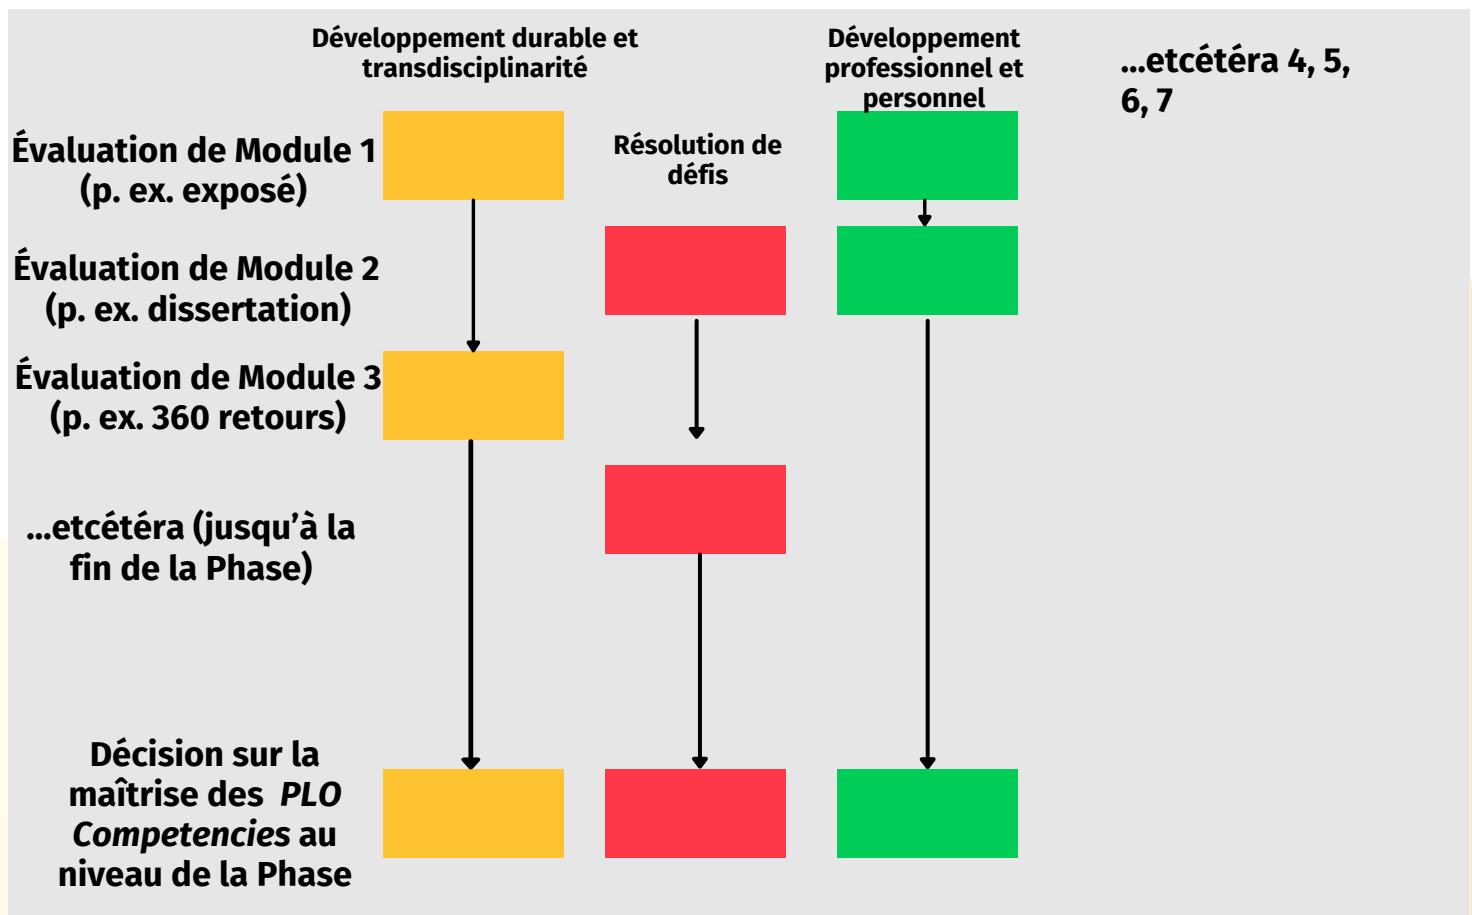 Développement durable et
transdisciplinarité
Développement
professionnel et
personnel
...etcétéra 4, 5,
6, 7
Évaluation de Module 1
(p. ex. exposé)
Résolution de
défis
Évaluation de Module 2
(p. ex. dissertation)
Évaluation de Module 3
(p. ex. 360 retours)
...etcétéra (jusqu’à la
fin de la Phase)
Décision sur la
maîtrise des PLO
Competencies au
niveau de la Phase